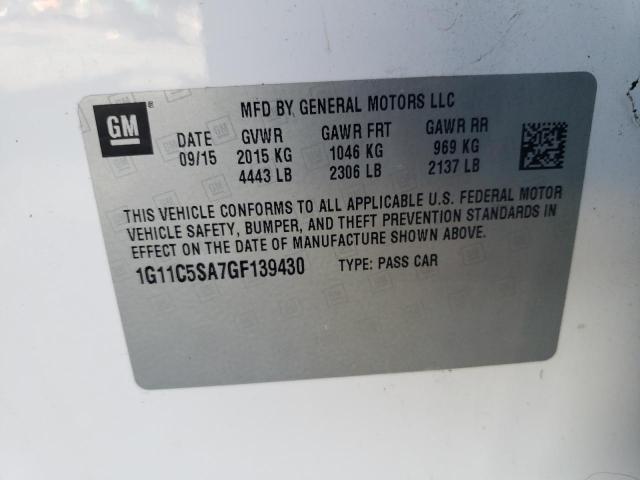 GM
MFD BY GENERAL MOTORS LLC
DATE GVWR GAWR FRT GAWR RR
09/15 2015 KG 1046 KG 969 KG
4443 LB 2306 LB 2137 LB
THIS VEHICLE CONFORMS TO ALL APPLICABLE U.S. FEDERAL MOTOR
VEHICLE SAFETY, BUMPER, AND THEFT PREVENTION STANDARDS IN
EFFECT ON THE DATE OF MANUFACTURE SHOWN ABOVE.
1G11C5SA7GF139430 TYPE: PASS CAR